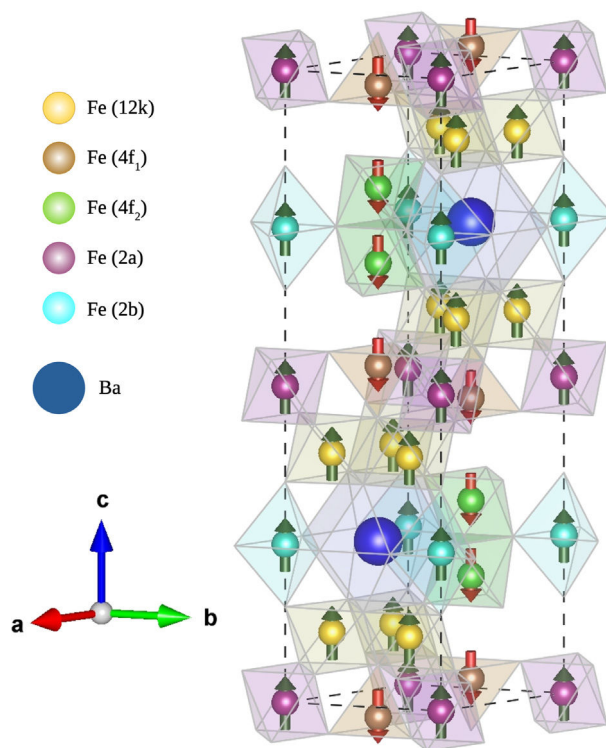 Fe (12k)
Fe (4f₁)
Fe (4f₂)
Fe (2a)
Fe (2b)
Ba
c
a
b